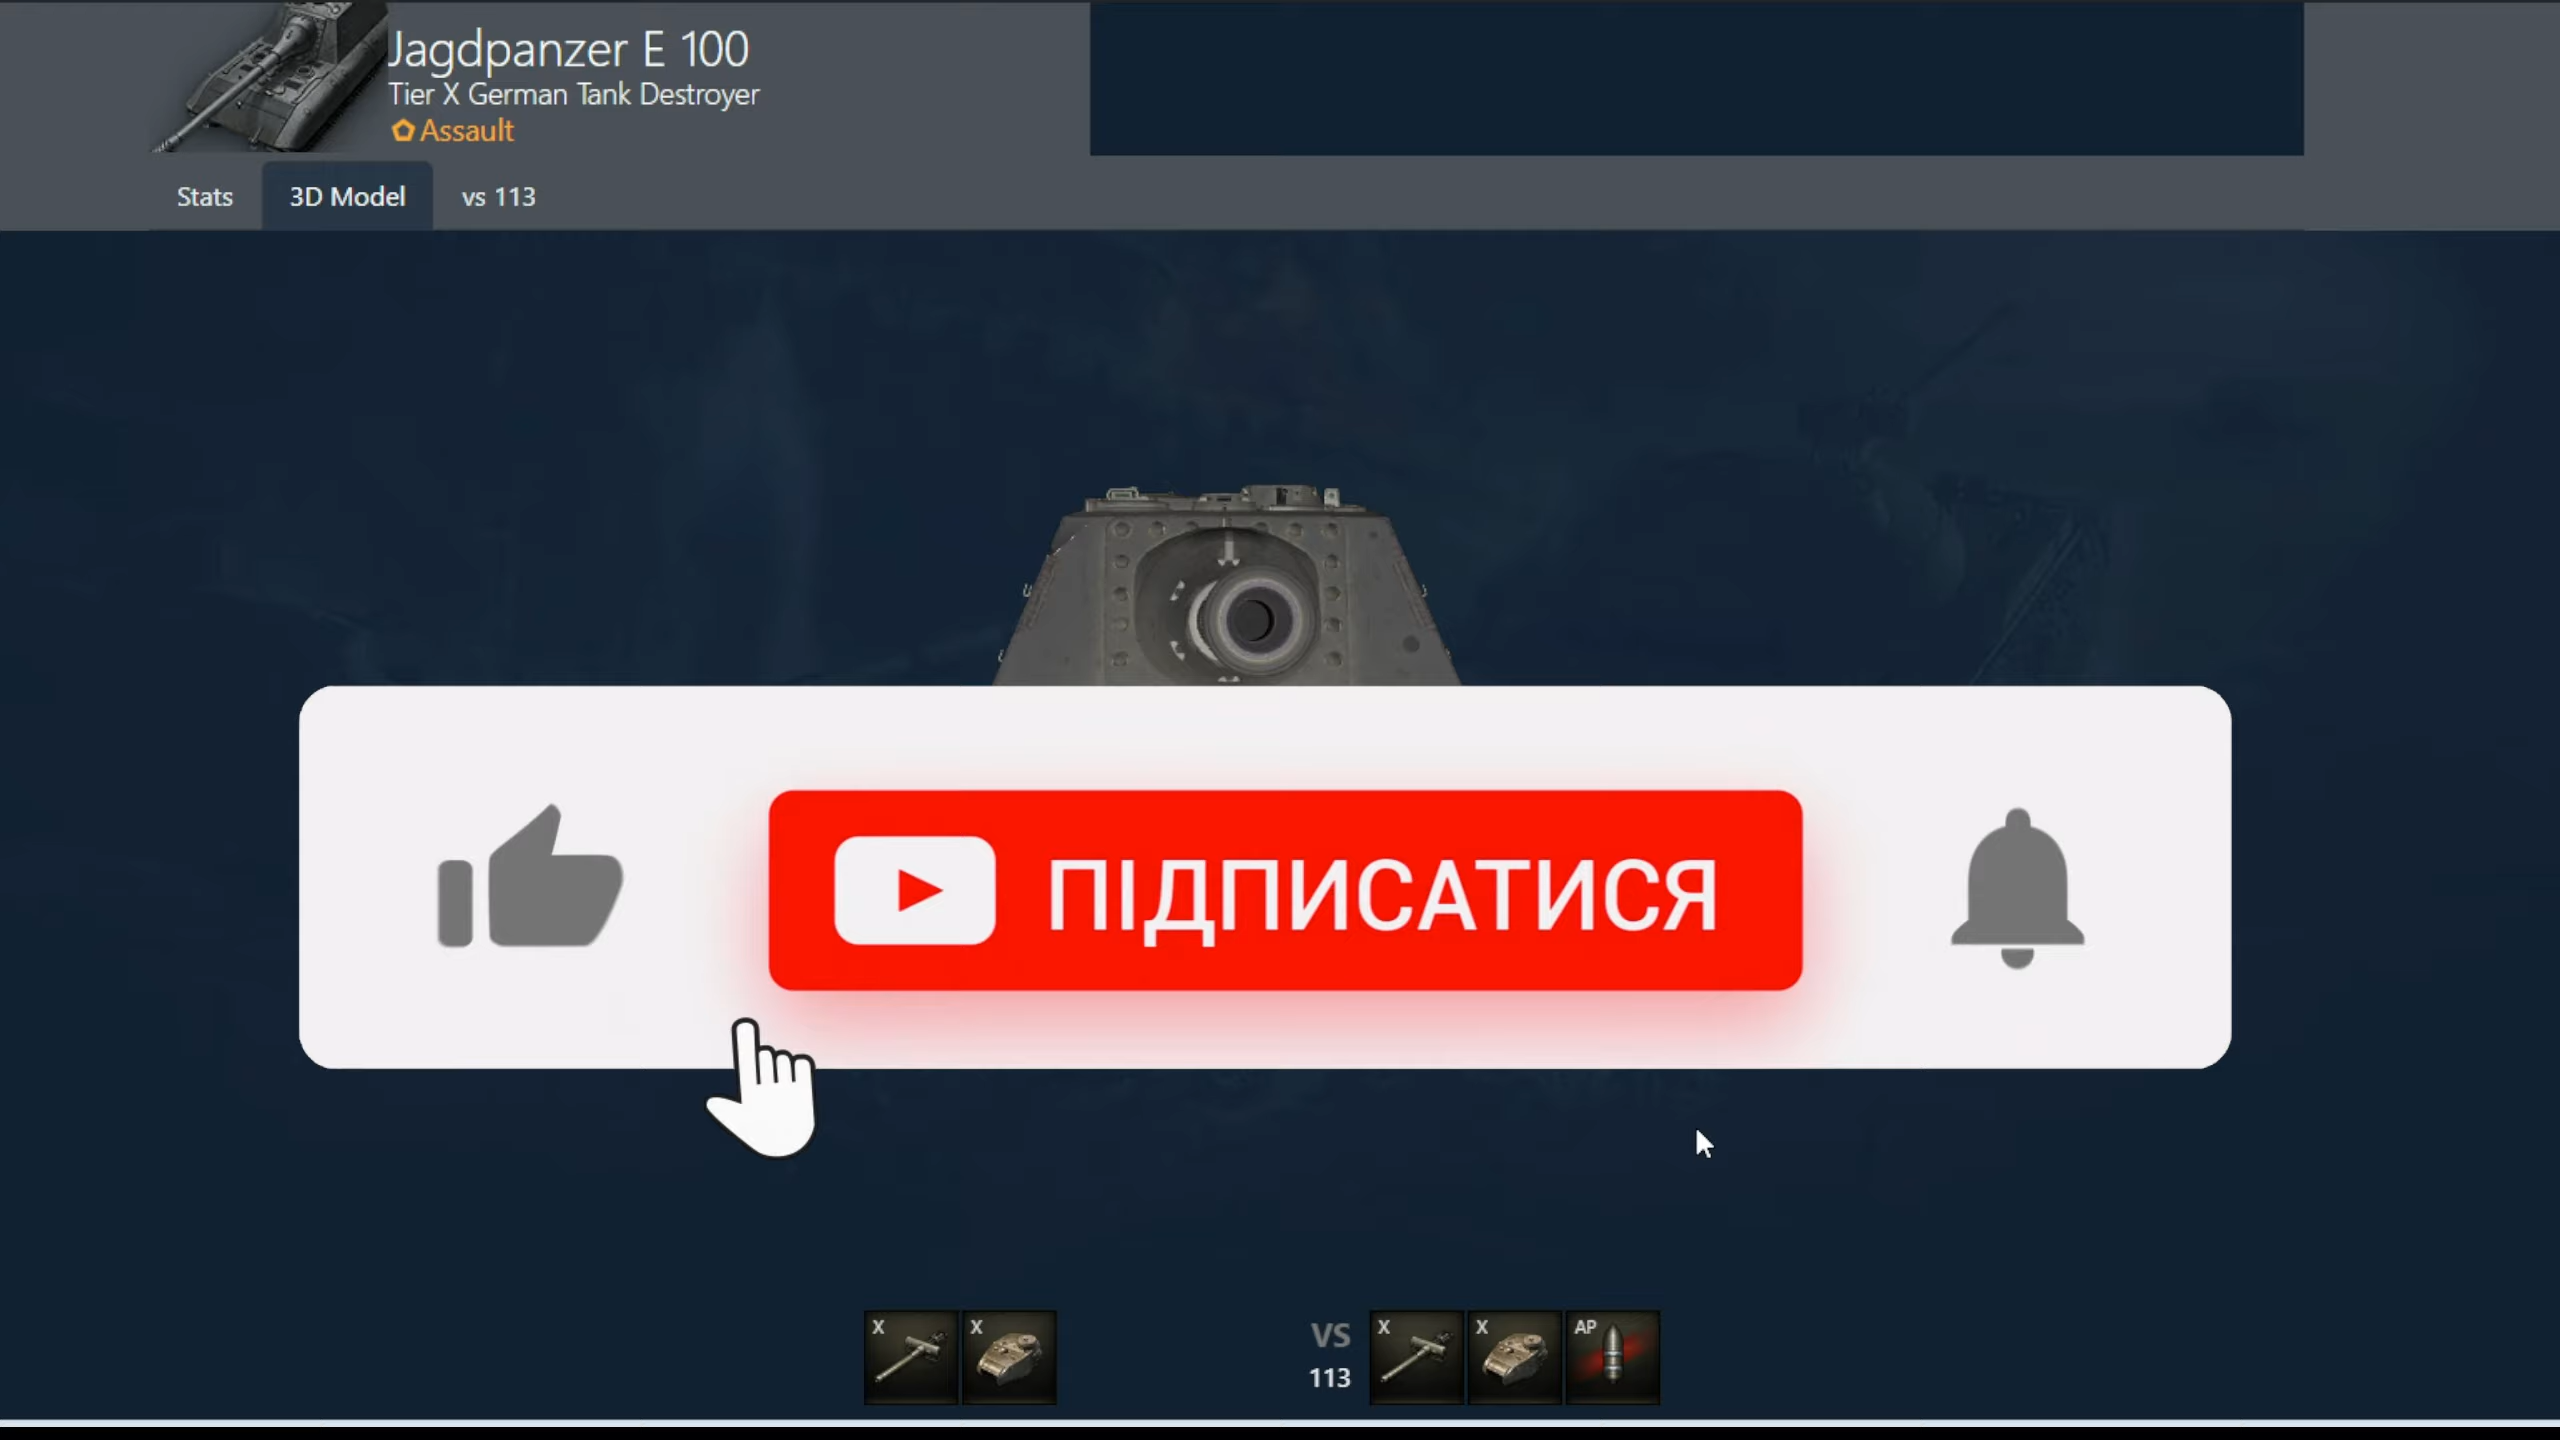 Jagdpanzer E 100
Tier X German Tank Destroyer
Assault
Stats
3D Model
vs 113
ПІДПИСАТИСЯ
X
X
VS
113
X
X
AP